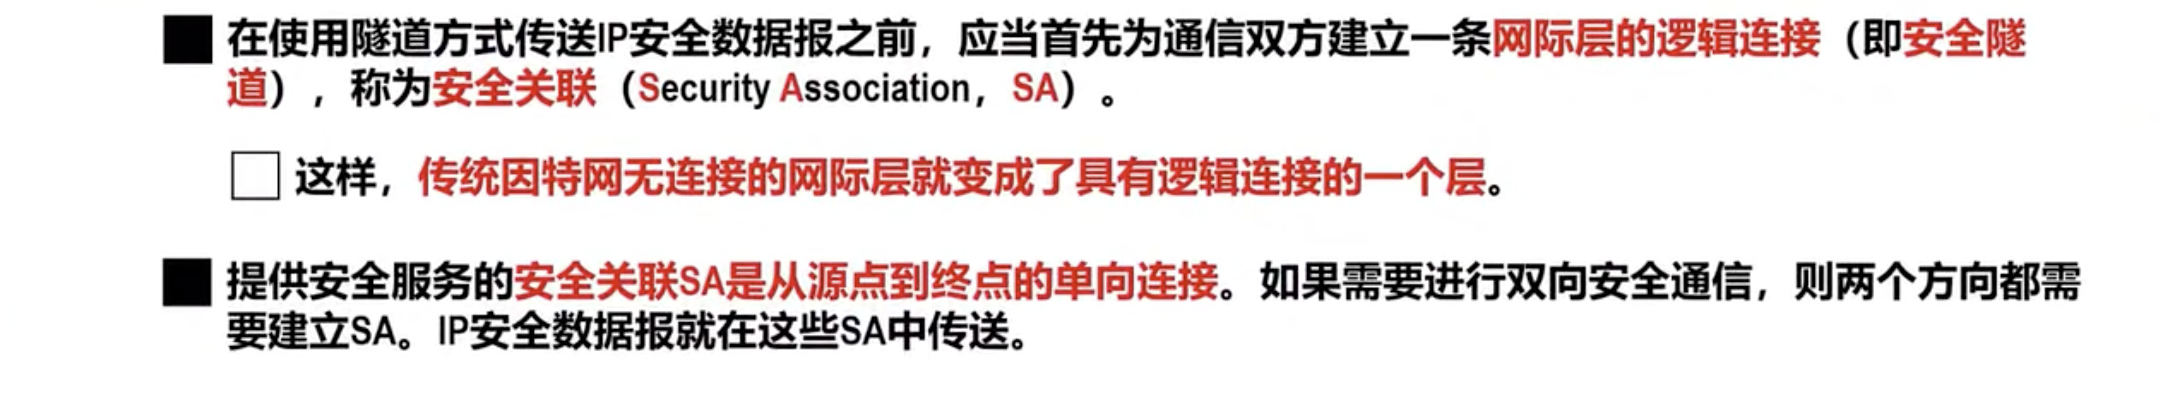 在使用隧道方式传送IP安全数据报之前，应当首先为通信双方建立一条网际层的逻辑连接（即安全隧
道），称为安全关联（Security Association，SA）。
这样，传统因特网无连接的网际层就变成了具有逻辑连接的一个层。
提供安全服务的安全关联SA是从源点到终点的单向连接。如果需要进行双向安全通信，则两个方向都需
要建立SA。IP安全数据报就在这些SA中传送。